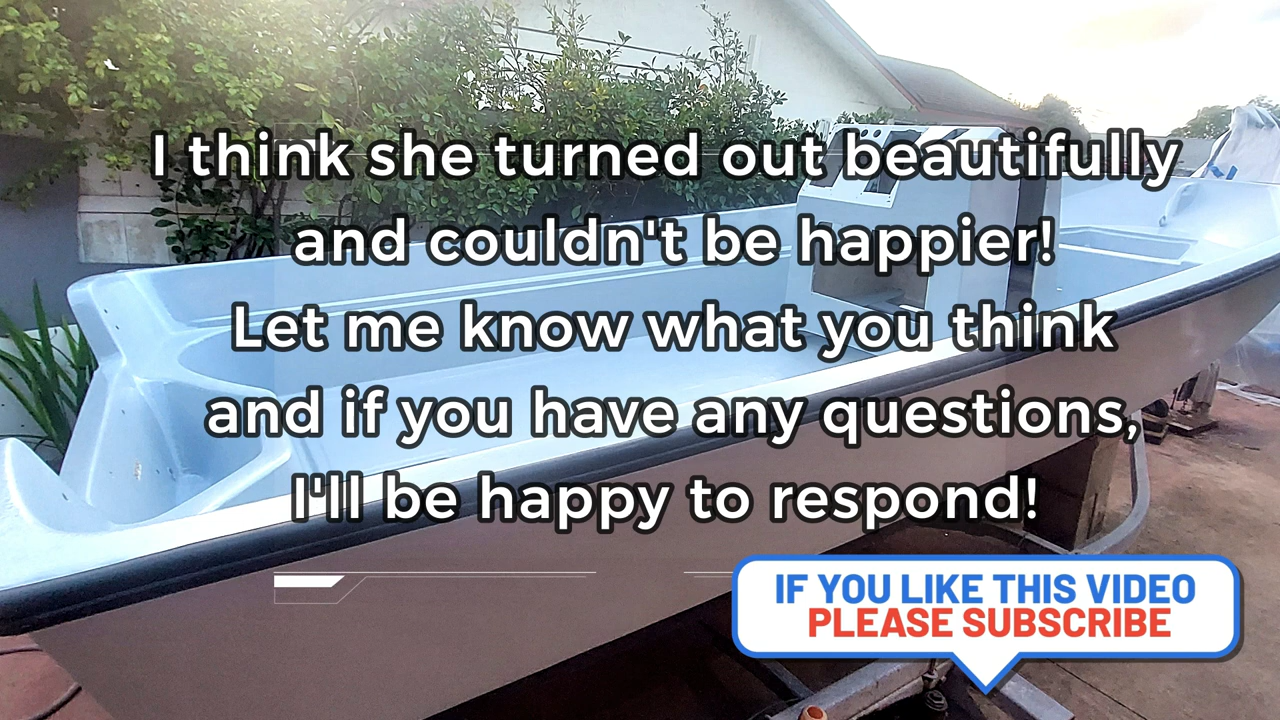 I think she turned out beautifully
and couldn't be happier!
Let me know what you think
and if you have any questions,
I'll be happy to respond!
IF YOU LIKE THIS VIDEO
PLEASE SUBSCRIBE